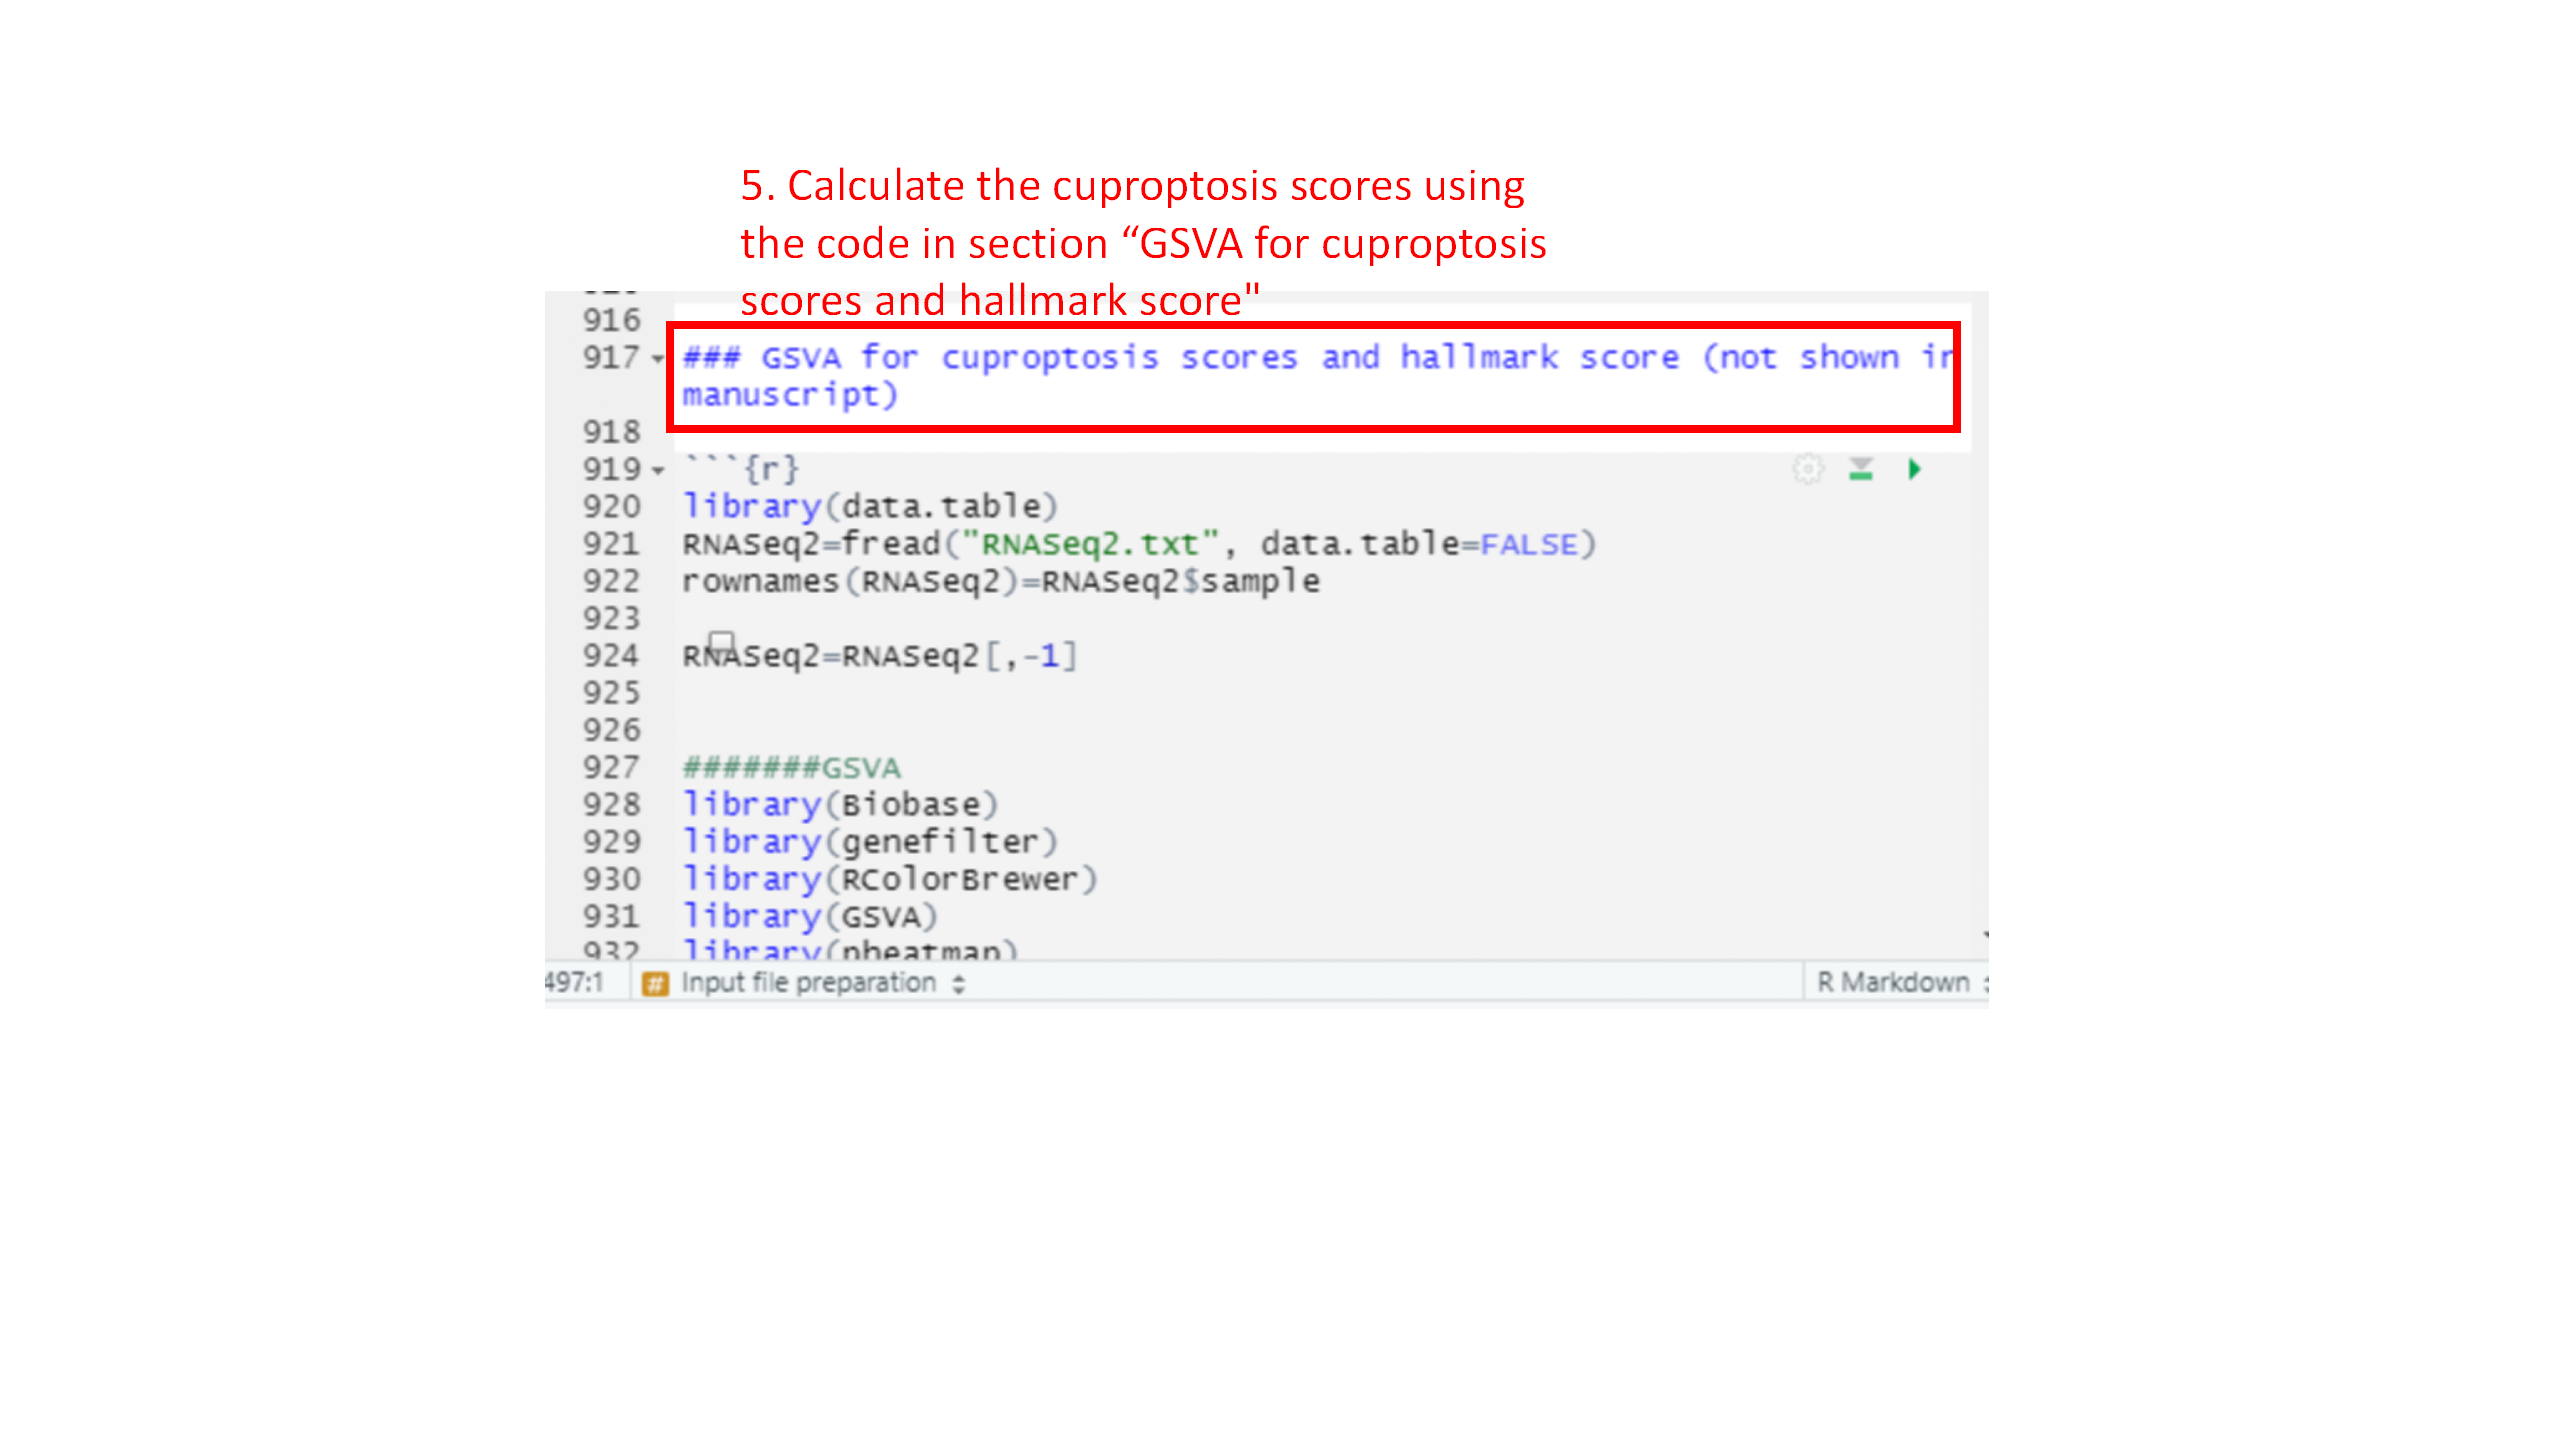 5. Calculate the cuproptosis scores using
the code in section “GSVA for cuproptosis
scores and hallmark score"
916
917 ### GSVA for cuproptosis scores and hallmark score (not shown in
manuscript)
918
919 ```{r}
920 library(data.table)
921 RNASeq2=fread("RNASeq2.txt", data.table=FALSE)
922 rownames(RNASeq2)=RNASeq2$sample
923
924 RNASeq2=RNASeq2[,-1]
925
926
927 #######GSVA
928 library(Biobase)
929 library(genefilter)
930 library(RColorBrewer)
931 library(GSVA)
932 library(pheatmap)
497:1 # Input file preparation R Markdown